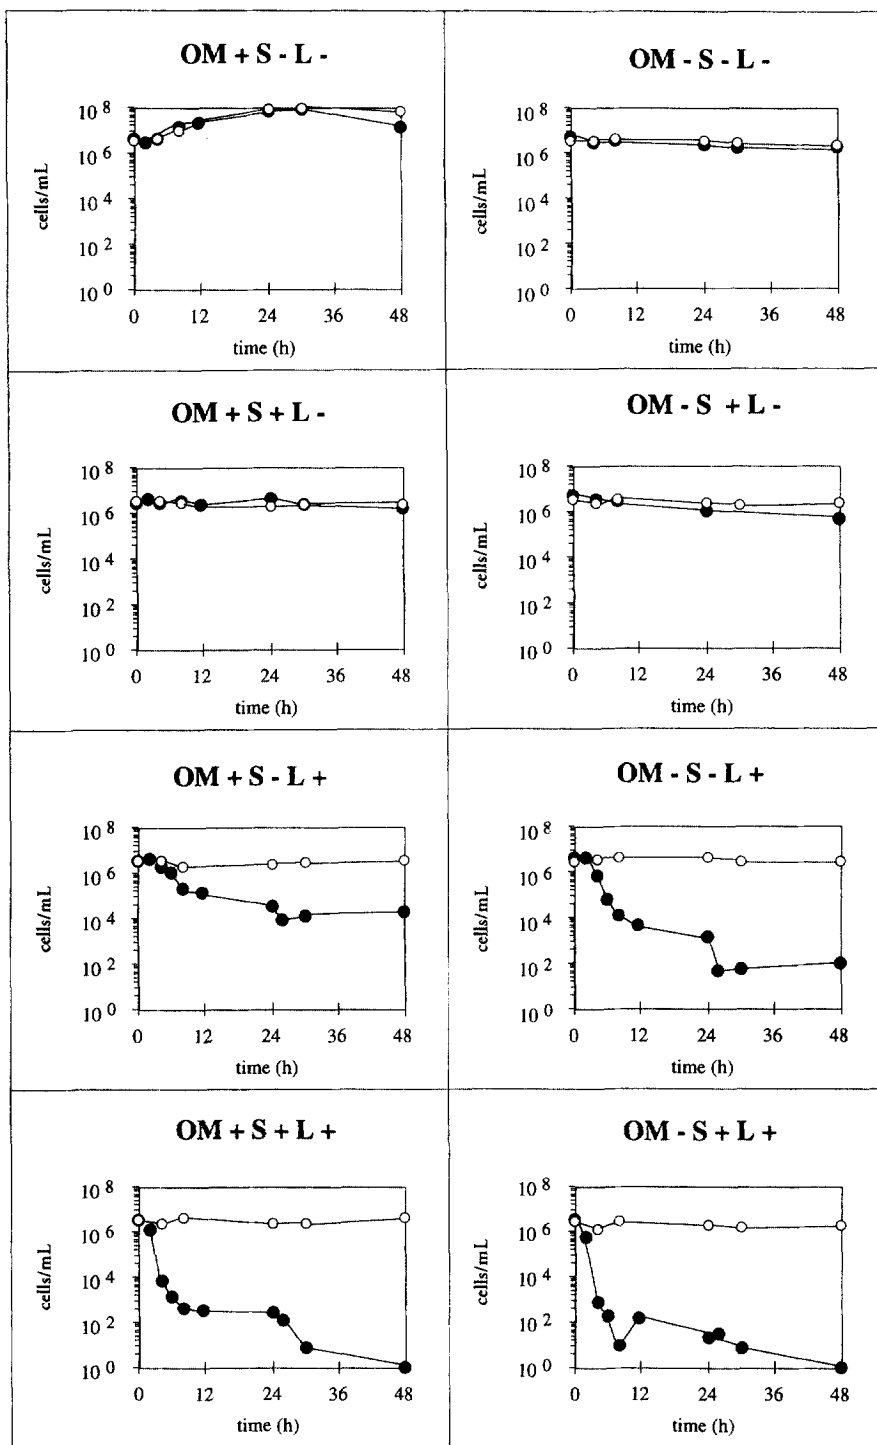 OM + S - L -
10 8
10 6
10 4
10 2
10 0
cells/mL
0 12 24 36 48
time (h)
OM - S - L -
10 8
10 6
10 4
10 2
10 0
cells/mL
0 12 24 36 48
time (h)
OM + S + L -
10 8
10 6
10 4
10 2
10 0
cells/mL
0 12 24 36 48
time (h)
OM - S + L -
10 8
10 6
10 4
10 2
10 0
cells/mL
0 12 24 36 48
time (h)
OM + S - L +
10 8
10 6
10 4
10 2
10 0
cells/mL
0 12 24 36 48
time (h)
OM - S - L +
10 8
10 6
10 4
10 2
10 0
cells/mL
0 12 24 36 48
time (h)
OM + S + L +
10 8
10 6
10 4
10 2
10 0
cells/mL
0 12 24 36 48
time (h)
OM - S + L +
10 8
10 6
10 4
10 2
10 0
cells/mL
0 12 24 36 48
time (h)